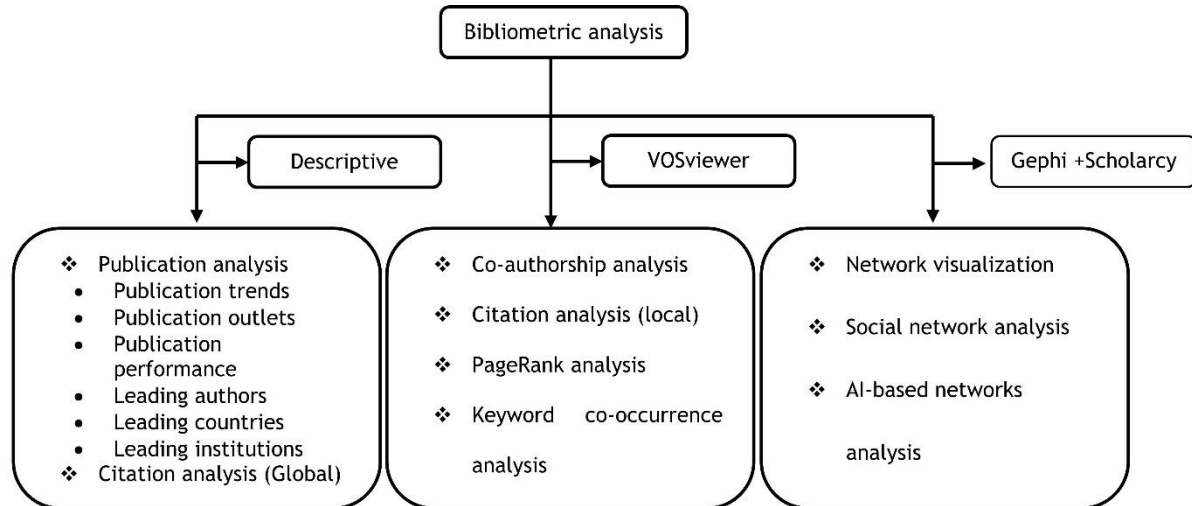 Bibliometric analysis
Descriptive
VOSviewer
Gephi +Scholarcy
❖ Publication analysis
• Publication trends
• Publication outlets
• Publication
performance
• Leading authors
• Leading countries
• Leading institutions
❖ Citation analysis (Global)
❖ Co-authorship analysis
❖ Citation analysis (local)
❖ PageRank analysis
❖ Keyword co-occurrence
analysis
❖ Network visualization
❖ Social network analysis
❖ AI-based networks
analysis